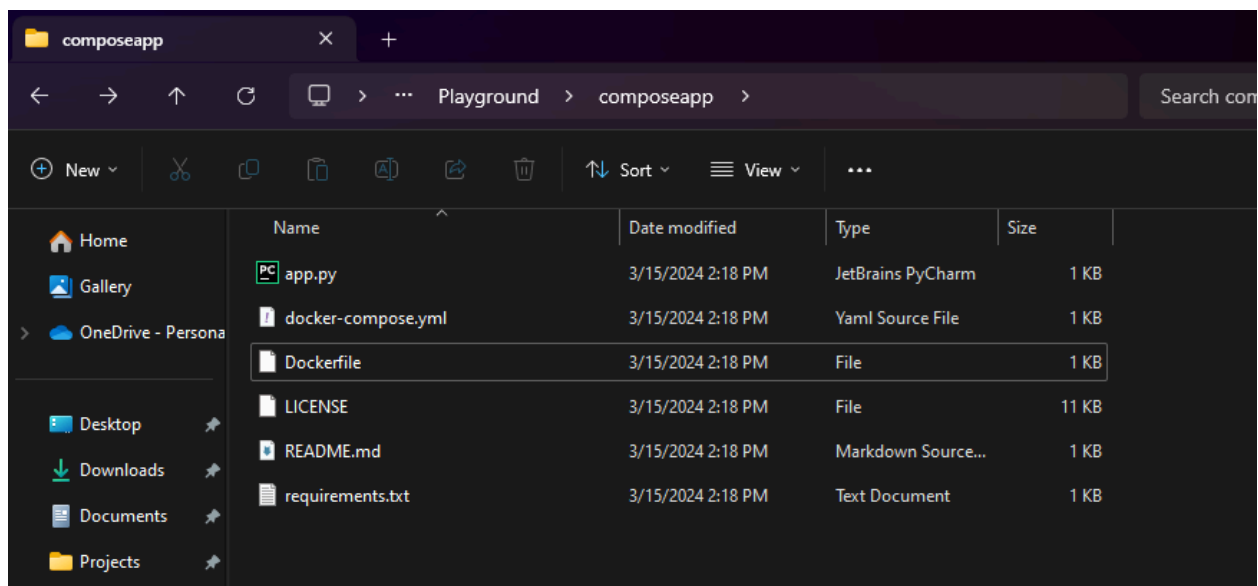 composeapp
Playground composeapp
Search com
New Sort View
Name Date modified Type Size
Home
Gallery
OneDrive - Persona
Desktop
Downloads
Documents
Projects
PC app.py 3/15/2024 2:18 PM JetBrains PyCharm 1 KB
docker-compose.yml 3/15/2024 2:18 PM Yaml Source File 1 KB
Dockerfile 3/15/2024 2:18 PM File 1 KB
LICENSE 3/15/2024 2:18 PM File 11 KB
README.md 3/15/2024 2:18 PM Markdown Source... 1 KB
requirements.txt 3/15/2024 2:18 PM Text Document 1 KB